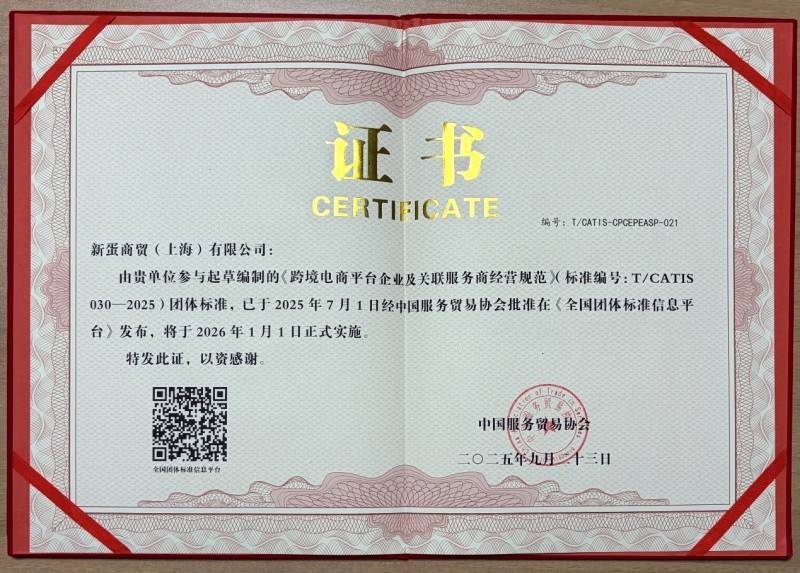 证书
CERTIFICATE
编号：T/CATIS-CPCEPEASP-021
新蛋商贸（上海）有限公司：
由贵单位参与起草编制的《跨境电商平台企业及关联服务商经营规范》（标准编号：T/CATIS
030—2025）团体标准，已于2025年7月1日经中国服务贸易协会批准在《全国团体标准信息平
台》发布，将于2026年1月1日正式实施。
特发此证，以资感谢。
全国团体标准信息平台
中国服务贸易协会
二〇二五年九月二十三日